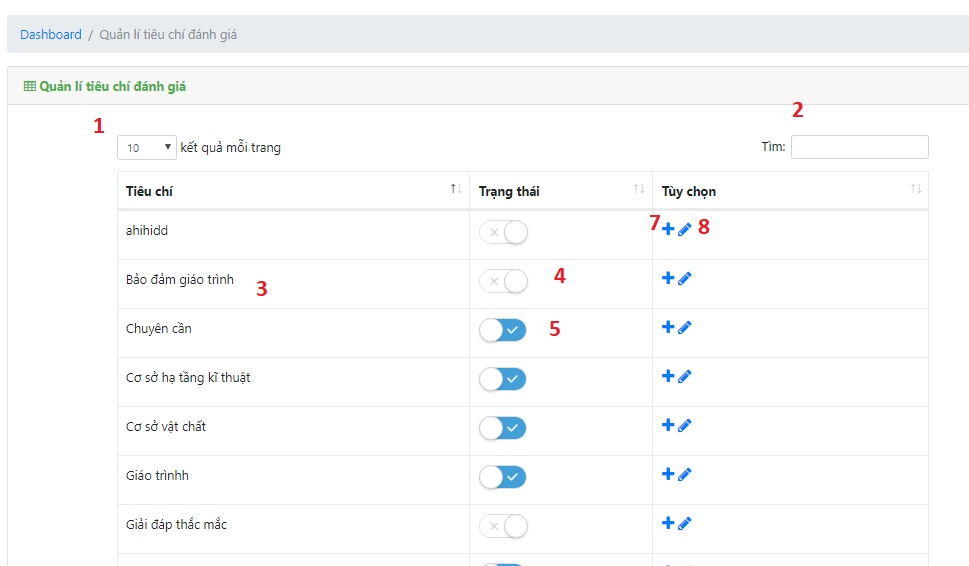 Dashboard / Quản lí tiêu chí đánh giá
Quản lí tiêu chí đánh giá
1
2
10 kết quả mỗi trang
Tìm:
Tiêu chí Trạng thái Tùy chọn
ahihidd 7 8
Bảo đảm giáo trình 3 4
Chuyên cần 5
Cơ sở hạ tầng kĩ thuật
Cơ sở vật chất
Giáo trìnhh
Giải đáp thắc mắc